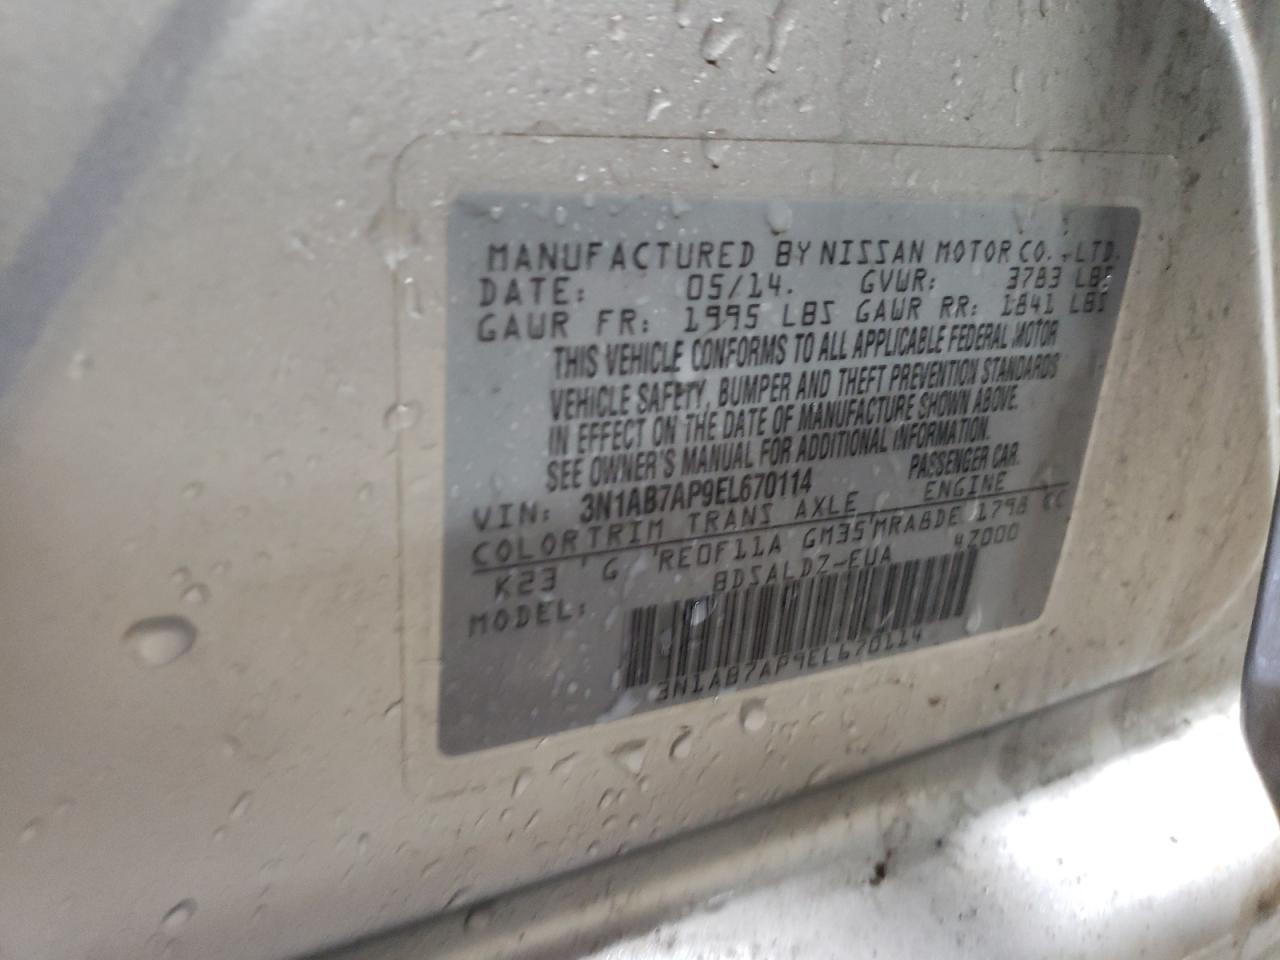 MANUFACTURED BY NISSAN MOTOR CO., LTD.
DATE: 05/14. GVWR: 3783 LBS
GAWR FR: 1995 LBS GAWR RR: 1841 LBS
THIS VEHICLE CONFORMS TO ALL APPLICABLE FEDERAL MOTOR
VEHICLE SAFETY, BUMPER AND THEFT PREVENTION STANDARDS
IN EFFECT ON THE DATE OF MANUFACTURE SHOWN ABOVE.
SEE OWNER'S MANUAL FOR ADDITIONAL INFORMATION.
VIN: 3N1AB7AP9EL670114 PASSENGER CAR.
COLOR TRIM TRANS AXLE ENGINE
K23 G RE0F11A GM35 MRA8DE 1798 CC
MODEL: BDSALDZ-EUA 42000
3N1AB7AP9EL670114